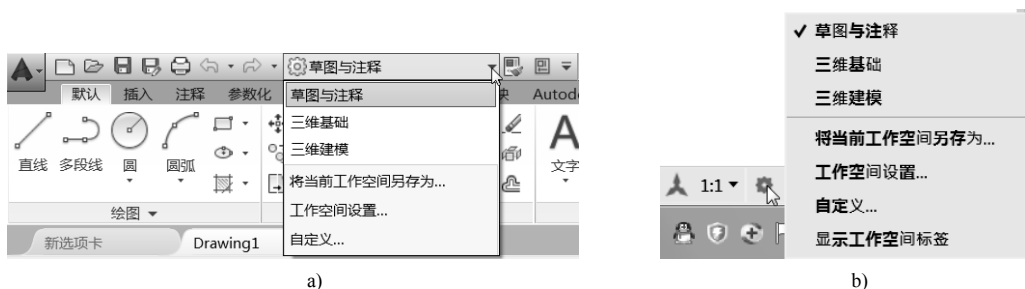 草图与注释
默认 插入 注释 参数化 块 Autod
草图与注释
三维基础
三维建模
将当前工作空间另存为...
工作空间设置...
自定义...
直线 多段线 圆 圆弧 文字
绘图
新选项卡 Drawing1
a)
草图与注释
三维基础
三维建模
将当前工作空间另存为...
工作空间设置...
自定义...
显示工作空间标签
1:1
b)